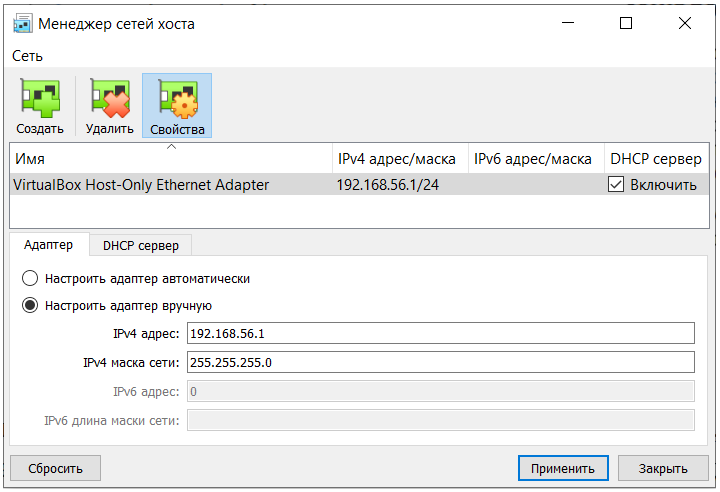 Менеджер сетей хоста
Сеть
Создать Удалить Свойства
Имя IPv4 адрес/маска IPv6 адрес/маска DHCP сервер
VirtualBox Host-Only Ethernet Adapter 192.168.56.1/24 Включить
Адаптер DHCP сервер
Настроить адаптер автоматически
Настроить адаптер вручную
IPv4 адрес: 192.168.56.1
IPv4 маска сети: 255.255.255.0
IPv6 адрес: 0
IPv6 длина маски сети:
Сбросить Применить Закрыть